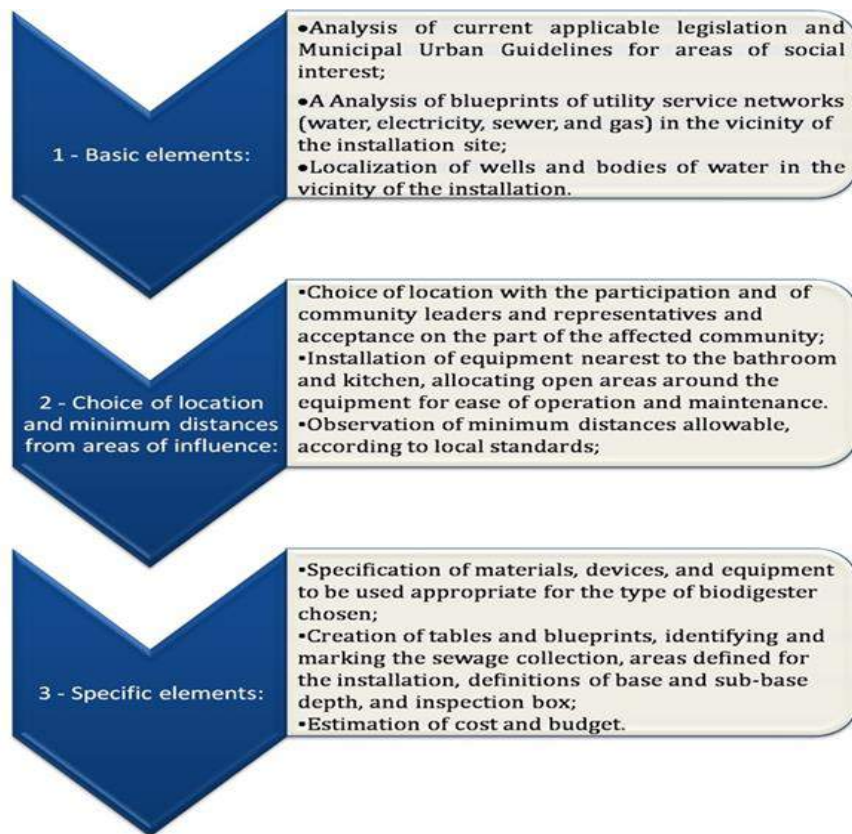 1 - Basic elements:
•Analysis of current applicable legislation and
Municipal Urban Guidelines for areas of social
interest;
•A Analysis of blueprints of utility service networks
(water, electricity, sewer, and gas) in the vicinity of
the installation site;
•Localization of wells and bodies of water in the
vicinity of the installation.
2 - Choice of location
and minimum distances
from areas of influence:
•Choice of location with the participation and of
community leaders and representatives and
acceptance on the part of the affected community;
•Installation of equipment nearest to the bathroom
and kitchen, allocating open areas around the
equipment for ease of operation and maintenance.
•Observation of minimum distances allowable,
according to local standards;
3 - Specific elements:
•Specification of materials, devices, and equipment
to be used appropriate for the type of biodigester
chosen;
•Creation of tables and blueprints, identifying and
marking the sewage collection, areas defined for
the installation, definitions of base and sub-base
depth, and inspection box;
•Estimation of cost and budget.